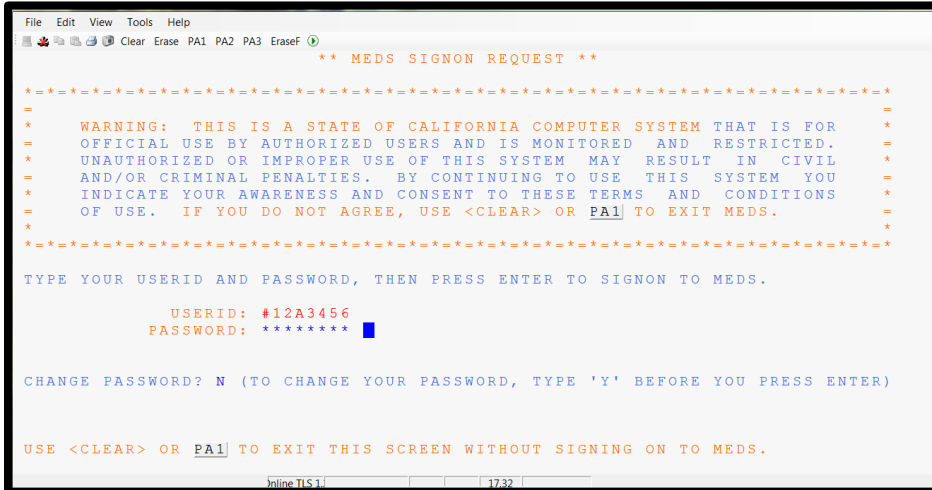 File Edit View Tools Help
Clear Erase PA1 PA2 PA3 EraseF
** MEDS SIGNON REQUEST **
*=*=*=*=*=*=*=*=*=*=*=*=*=*=*=*=*=*=*=*=*=*=*=*=*=*=*=*=*=*=*=*=*=*=*=*=*=*=*
= =
* WARNING: THIS IS A STATE OF CALIFORNIA COMPUTER SYSTEM THAT IS FOR *
= OFFICIAL USE BY AUTHORIZED USERS AND IS MONITORED AND RESTRICTED. =
* UNAUTHORIZED OR IMPROPER USE OF THIS SYSTEM MAY RESULT IN CIVIL *
= AND/OR CRIMINAL PENALTIES. BY CONTINUING TO USE THIS SYSTEM YOU =
* INDICATE YOUR AWARENESS AND CONSENT TO THESE TERMS AND CONDITIONS *
= OF USE. IF YOU DO NOT AGREE, USE <CLEAR> OR PA1 TO EXIT MEDS. =
* *
*=*=*=*=*=*=*=*=*=*=*=*=*=*=*=*=*=*=*=*=*=*=*=*=*=*=*=*=*=*=*=*=*=*=*=*=*=*=*
TYPE YOUR USERID AND PASSWORD, THEN PRESS ENTER TO SIGNON TO MEDS.
USERID: #12A3456
PASSWORD: ********
CHANGE PASSWORD? N (TO CHANGE YOUR PASSWORD, TYPE 'Y' BEFORE YOU PRESS ENTER)
USE <CLEAR> OR PA1 TO EXIT THIS SCREEN WITHOUT SIGNING ON TO MEDS.
TLS 17,32